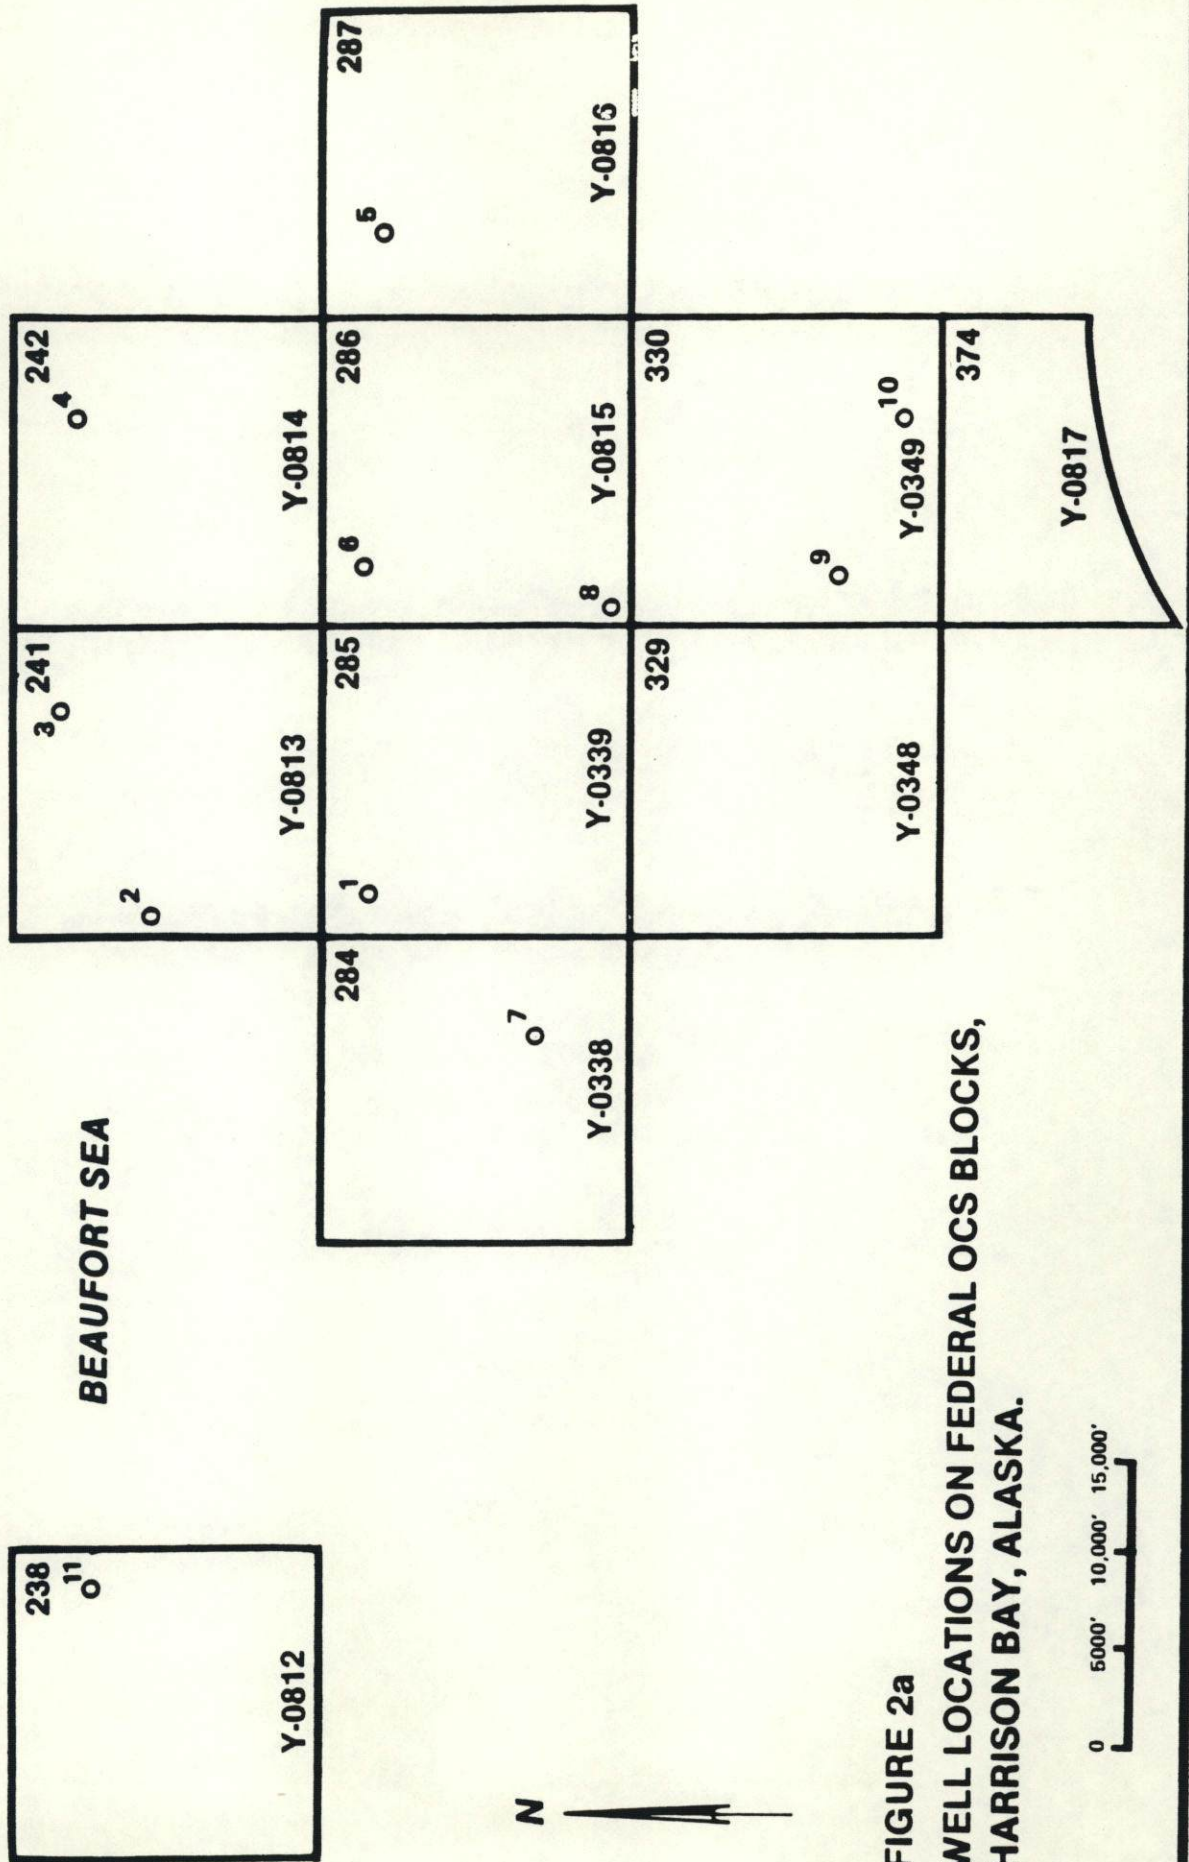 238
11
Y-0812
BEAUFORT SEA
3
241
2
Y-0813
242
4
Y-0814
284
7
Y-0338
285
1
Y-0339
286
6
8
Y-0815
287
5
Y-0816
329
Y-0348
330
9
10
Y-0349
374
Y-0817
N
FIGURE 2a
WELL LOCATIONS ON FEDERAL OCS BLOCKS,
HARRISON BAY, ALASKA.
0 5000' 10,000' 15,000'